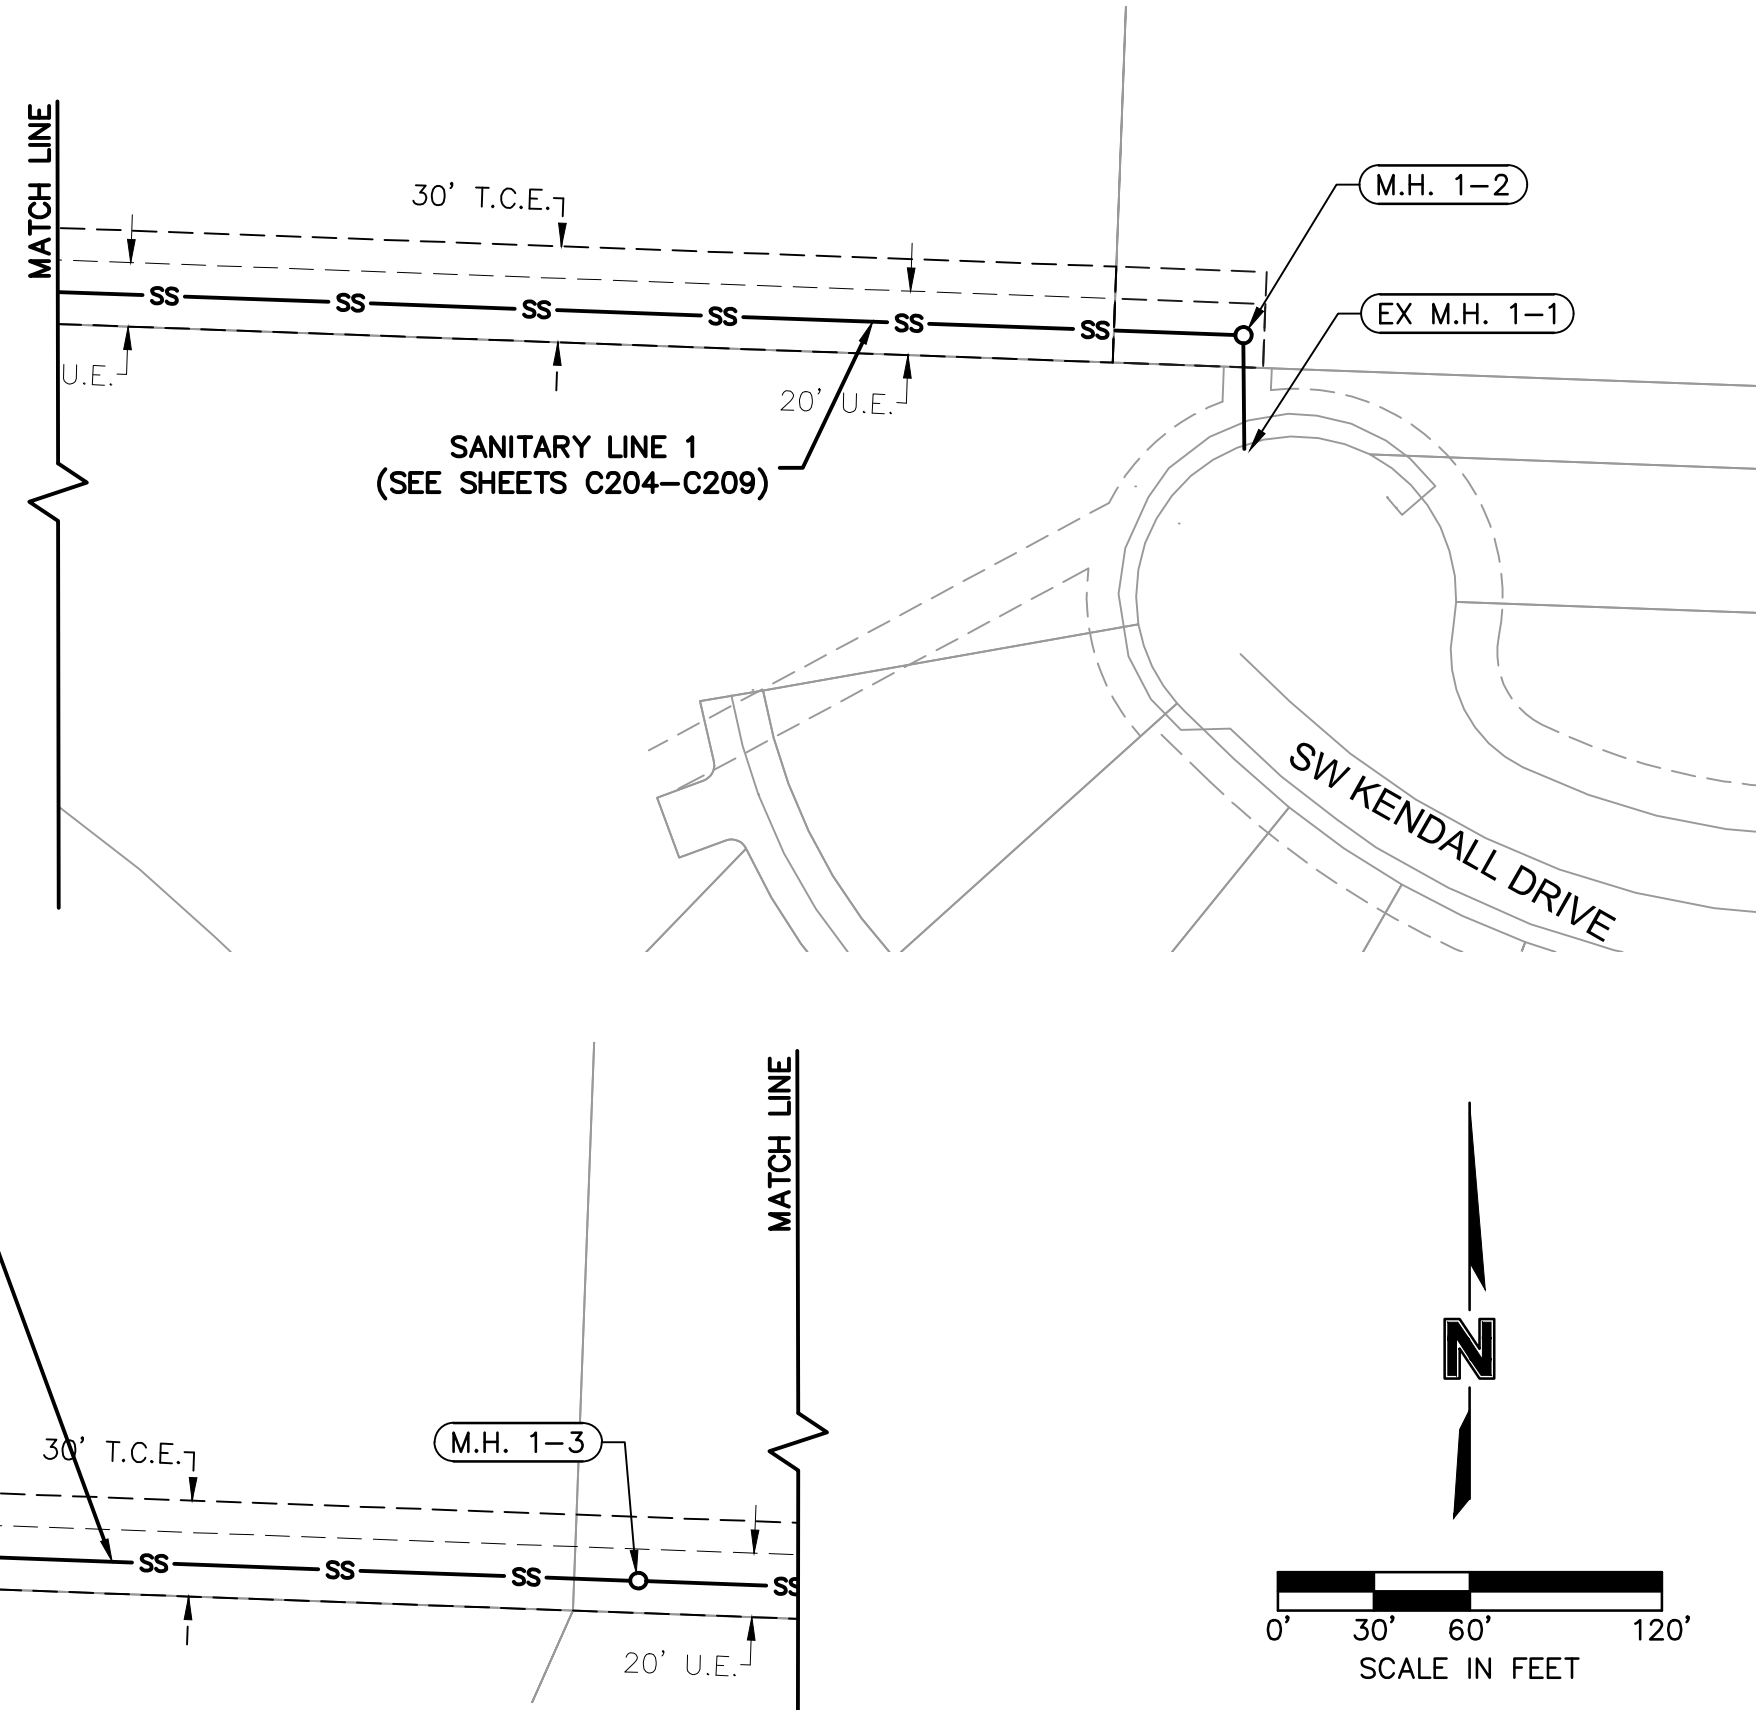 MATCH LINE
30' T.C.E.
M.H. 1-2
SS SS SS SS SS SS
EX M.H. 1-1
U.E.
20' U.E.
SANITARY LINE 1
(SEE SHEETS C204-C209)
SW KENDALL DRIVE
MATCH LINE
30' T.C.E.
M.H. 1-3
SS SS SS SS
20' U.E.
N
0' 30' 60' 120'
SCALE IN FEET